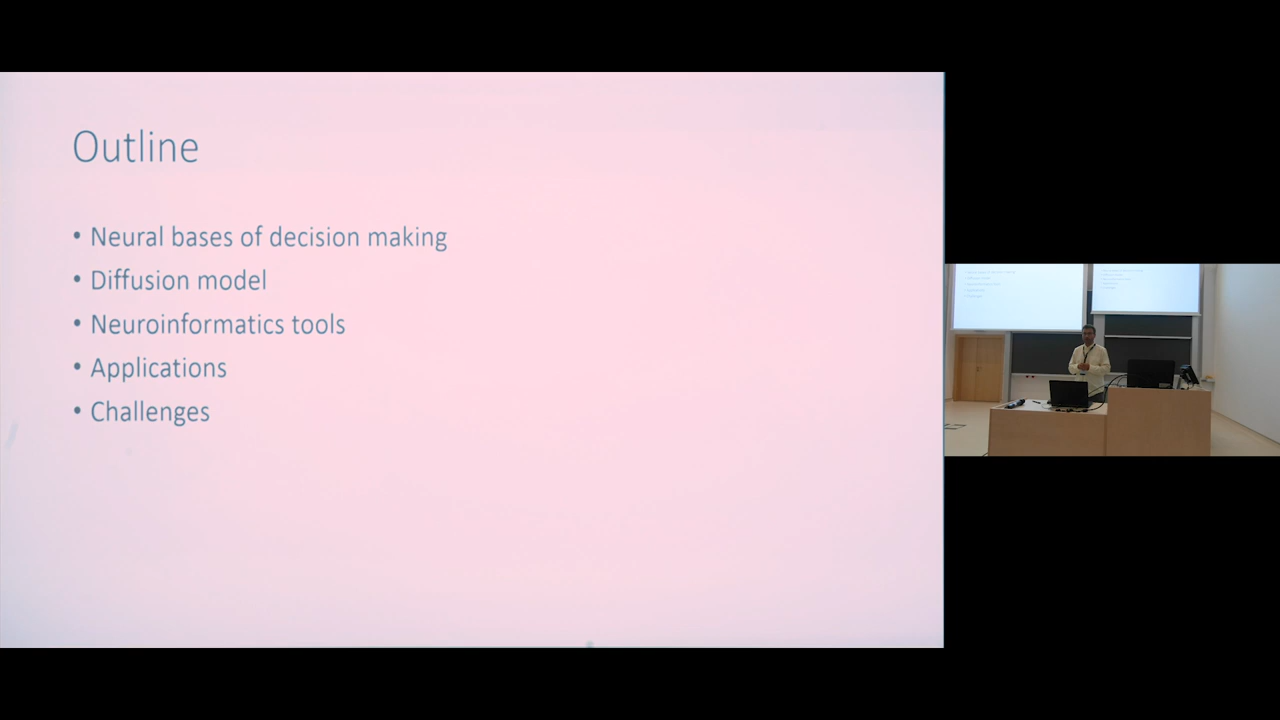 Outline
• Neural bases of decision making
• Diffusion model
• Neuroinformatics tools
• Applications
• Challenges